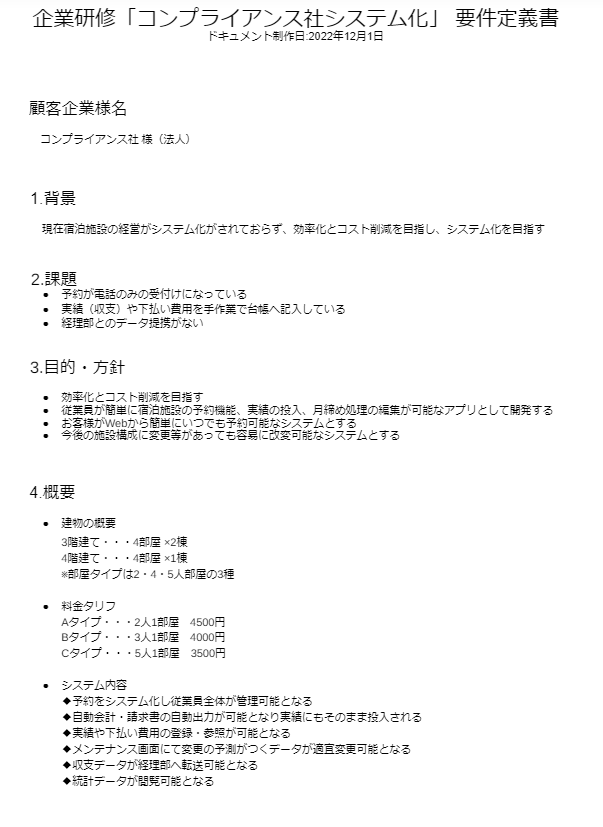 企業研修「コンプライアンス社システム化」 要件定義書
ドキュメント制作日:2022年12月1日
顧客企業様名
コンプライアンス社 様（法人）
1.背景
現在宿泊施設の経営がシステム化がされておらず、効率化とコスト削減を目指し、システム化を目指す
2.課題
● 予約が電話のみの受付けになっている
● 実績（収支）や下払い費用を手作業で台帳へ記入している
● 経理部とのデータ提携がない
3.目的・方針
● 効率化とコスト削減を目指す
● 従業員が簡単に宿泊施設の予約機能、実績の投入、月締め処理の編集が可能なアプリとして開発する
● お客様がWebから簡単にいつでも予約可能なシステムとする
● 今後の施設構成に変更等があっても容易に改変可能なシステムとする
4.概要
● 建物の概要
3階建て・・・4部屋 ×2棟
4階建て・・・4部屋 ×1棟
※部屋タイプは2・4・5人部屋の3種
● 料金タリフ
Aタイプ・・・2人1部屋 4500円
Bタイプ・・・3人1部屋 4000円
Cタイプ・・・5人1部屋 3500円
● システム内容
◆予約をシステム化し従業員全体が管理可能となる
◆自動会計・請求書の自動出力が可能となり実績にもそのまま投入される
◆実績や下払い費用の登録・参照が可能となる
◆メンテナンス画面にて変更の予測がつくデータが適宜変更可能となる
◆収支データが経理部へ転送可能となる
◆統計データが閲覧可能となる